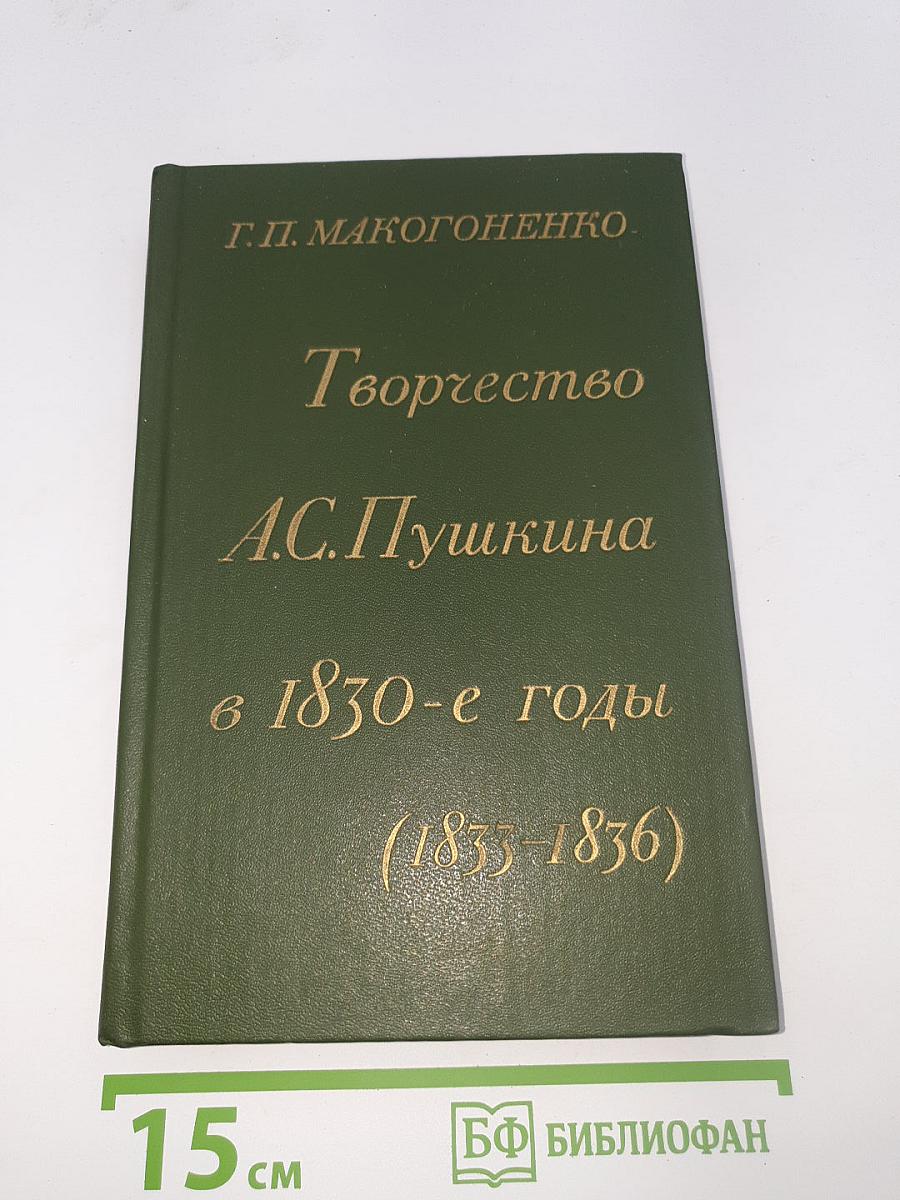 Г. П. МАКОГОНЕНКО
Творчество
А.С.Пушкина
в 1830-е годы
(1833–1836)
15 см
БФ БИБЛИОФАН